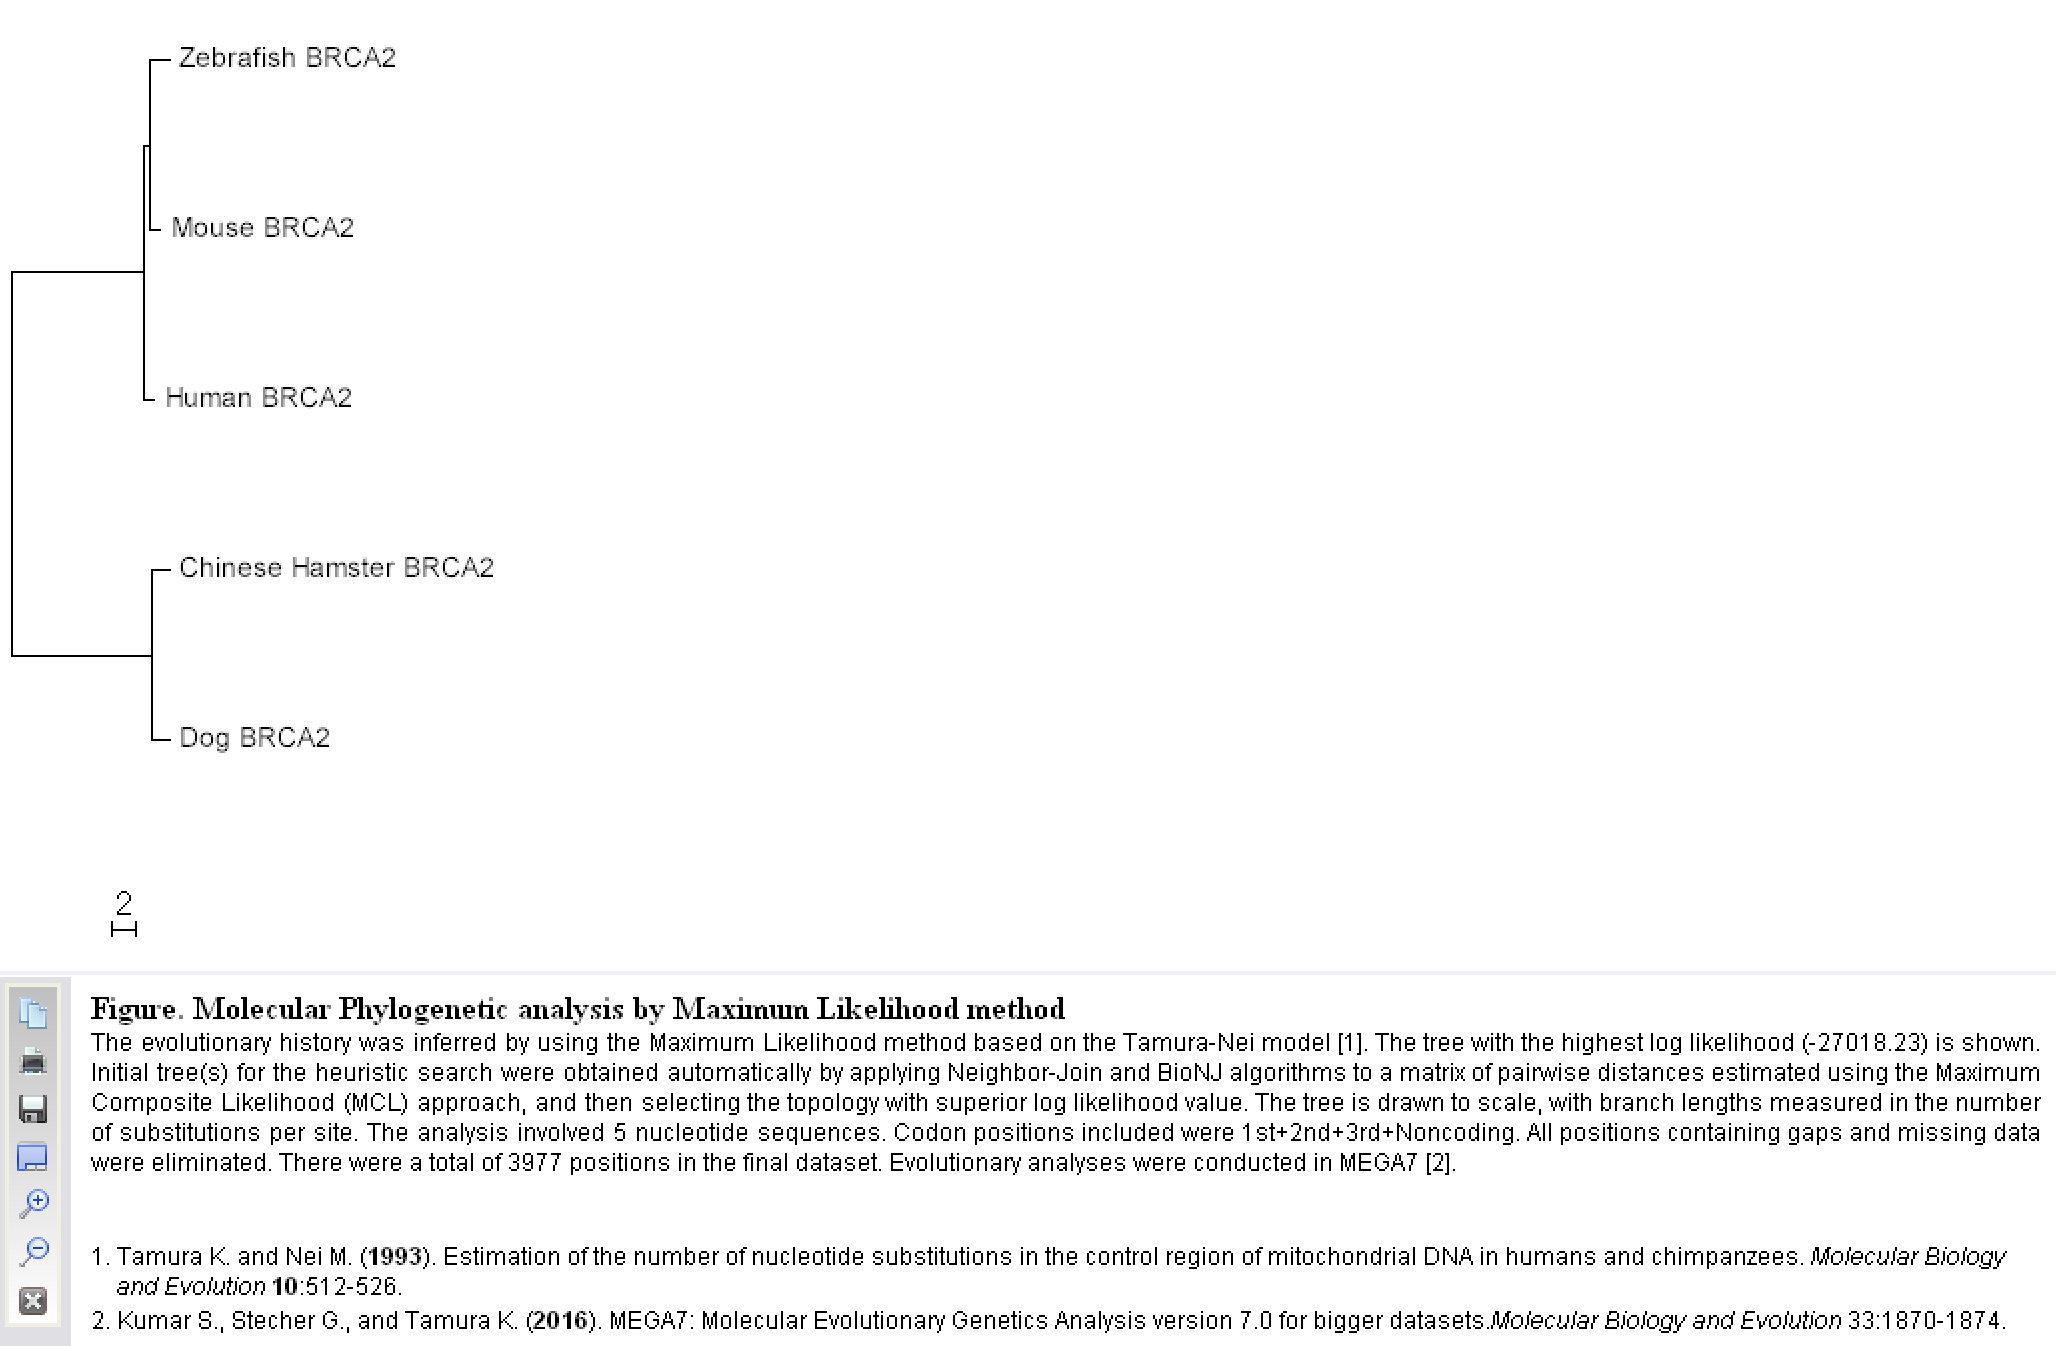 Zebrafish BRCA2
Mouse BRCA2
Human BRCA2
Chinese Hamster BRCA2
Dog BRCA2
2
Figure. Molecular Phylogenetic analysis by Maximum Likelihood method
The evolutionary history was inferred by using the Maximum Likelihood method based on the Tamura-Nei model [1]. The tree with the highest log likelihood (-27018.23) is shown.
Initial tree(s) for the heuristic search were obtained automatically by applying Neighbor-Join and BioNJ algorithms to a matrix of pairwise distances estimated using the Maximum
Composite Likelihood (MCL) approach, and then selecting the topology with superior log likelihood value. The tree is drawn to scale, with branch lengths measured in the number
of substitutions per site. The analysis involved 5 nucleotide sequences. Codon positions included were 1st+2nd+3rd+Noncoding. All positions containing gaps and missing data
were eliminated. There were a total of 3977 positions in the final dataset. Evolutionary analyses were conducted in MEGA7 [2].
1. Tamura K. and Nei M. (1993). Estimation of the number of nucleotide substitutions in the control region of mitochondrial DNA in humans and chimpanzees. Molecular Biology
and Evolution 10:512-526.
2. Kumar S., Stecher G., and Tamura K. (2016). MEGA7: Molecular Evolutionary Genetics Analysis version 7.0 for bigger datasets.Molecular Biology and Evolution 33:1870-1874.